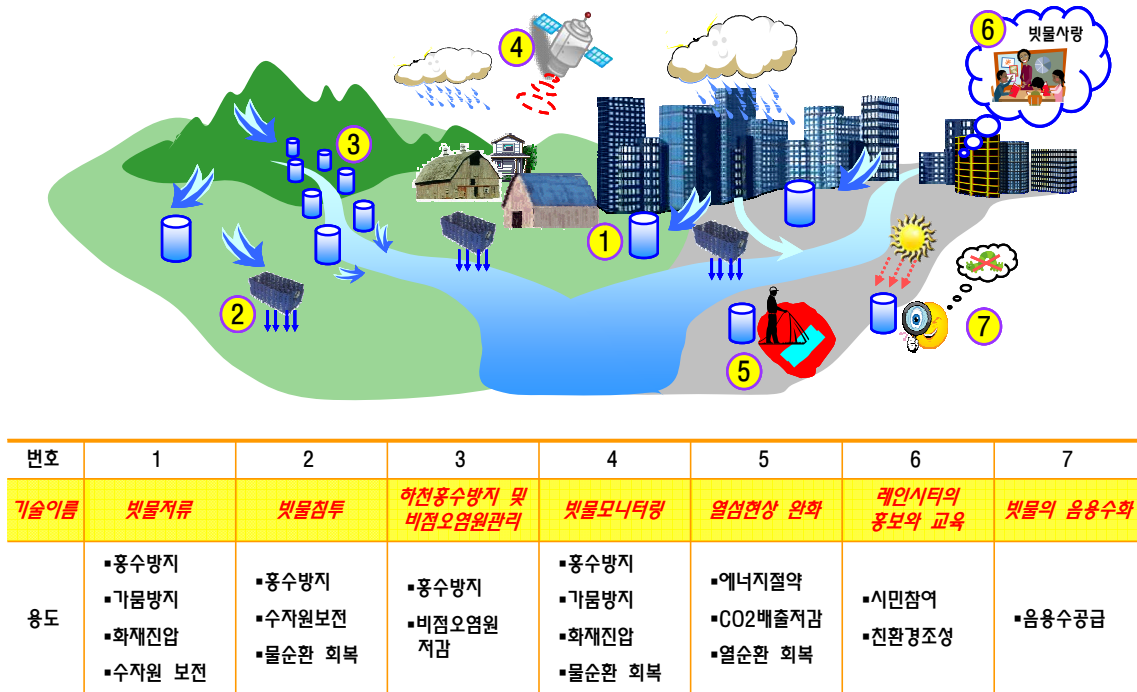 4
6
빗물사랑
3
1
2
7
5
번호 1 2 3 4 5 6 7
기술이름 빗물저류 빗물침투 하천홍수방지 및 비점오염원관리 빗물모니터링 열섬현상 완화 레인시티의 홍보와 교육 빗물의 음용수화
용도
▪홍수방지
▪가뭄방지
▪화재진압
▪수자원 보전
▪홍수방지
▪수자원보전
▪물순환 회복
▪홍수방지
▪비점오염원
저감
▪홍수방지
▪가뭄방지
▪화재진압
▪물순환 회복
▪에너지절약
▪CO2배출저감
▪열순환 회복
▪시민참여
▪친환경조성
▪음용수공급